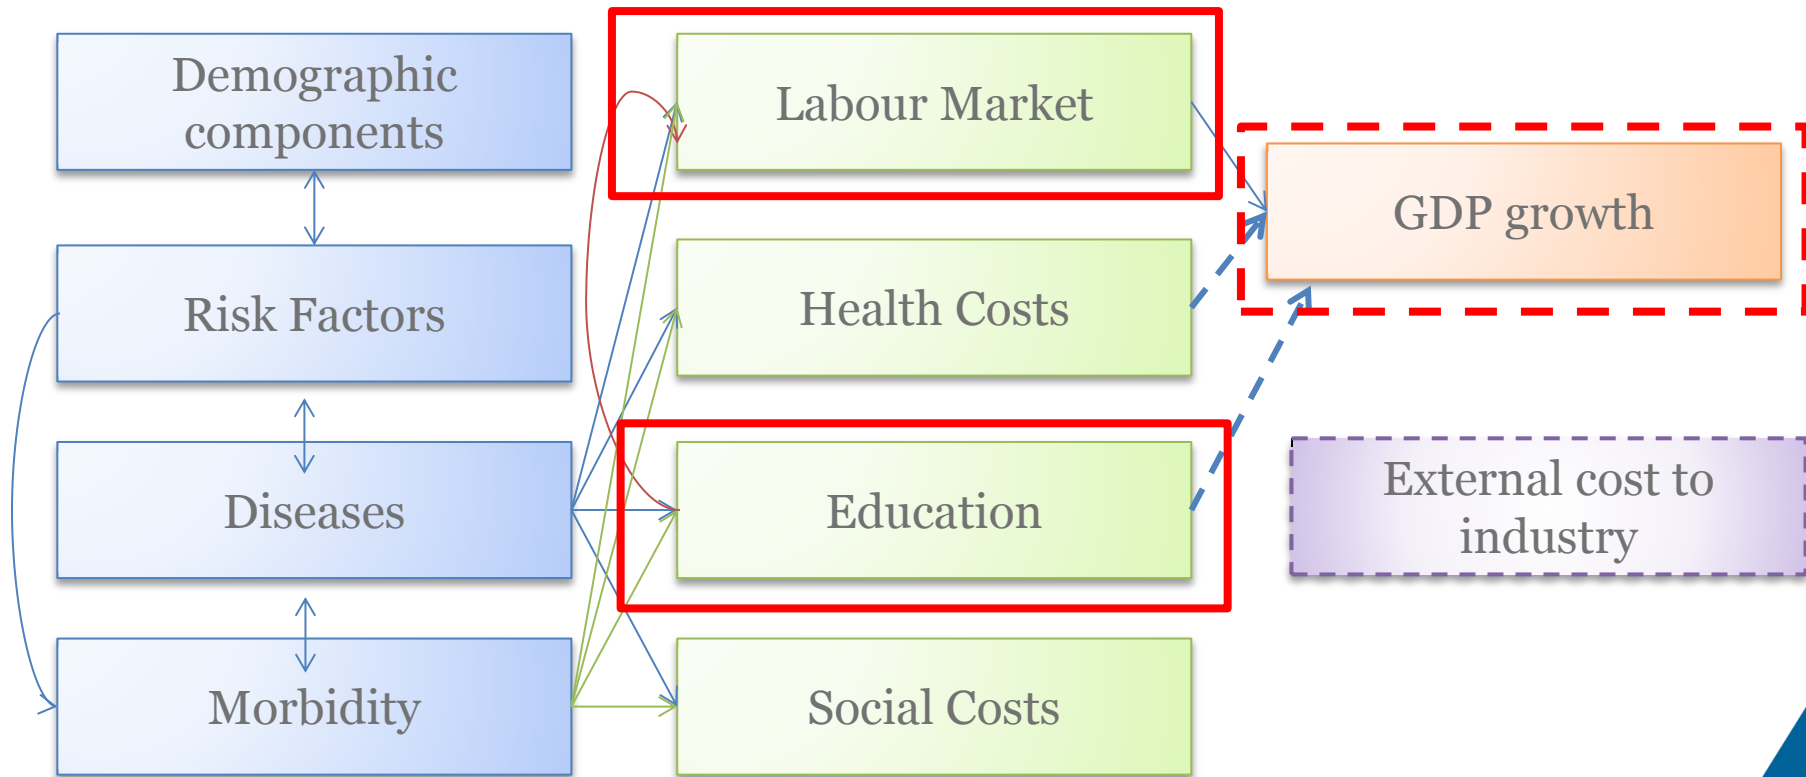 Demographic
components
Risk Factors
Diseases
Morbidity
Labour Market
Health Costs
Education
Social Costs
GDP growth
External cost to
industry